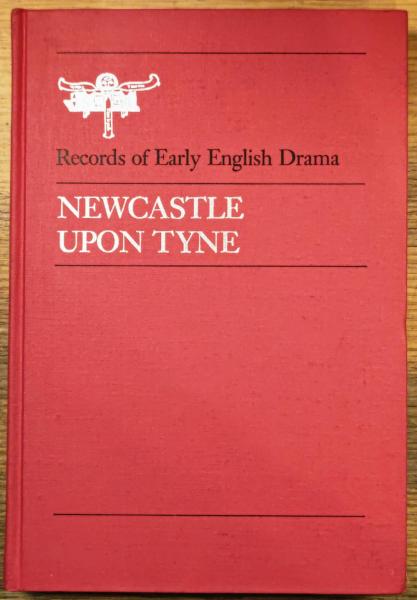 Records of Early English Drama
NEWCASTLE
UPON TYNE